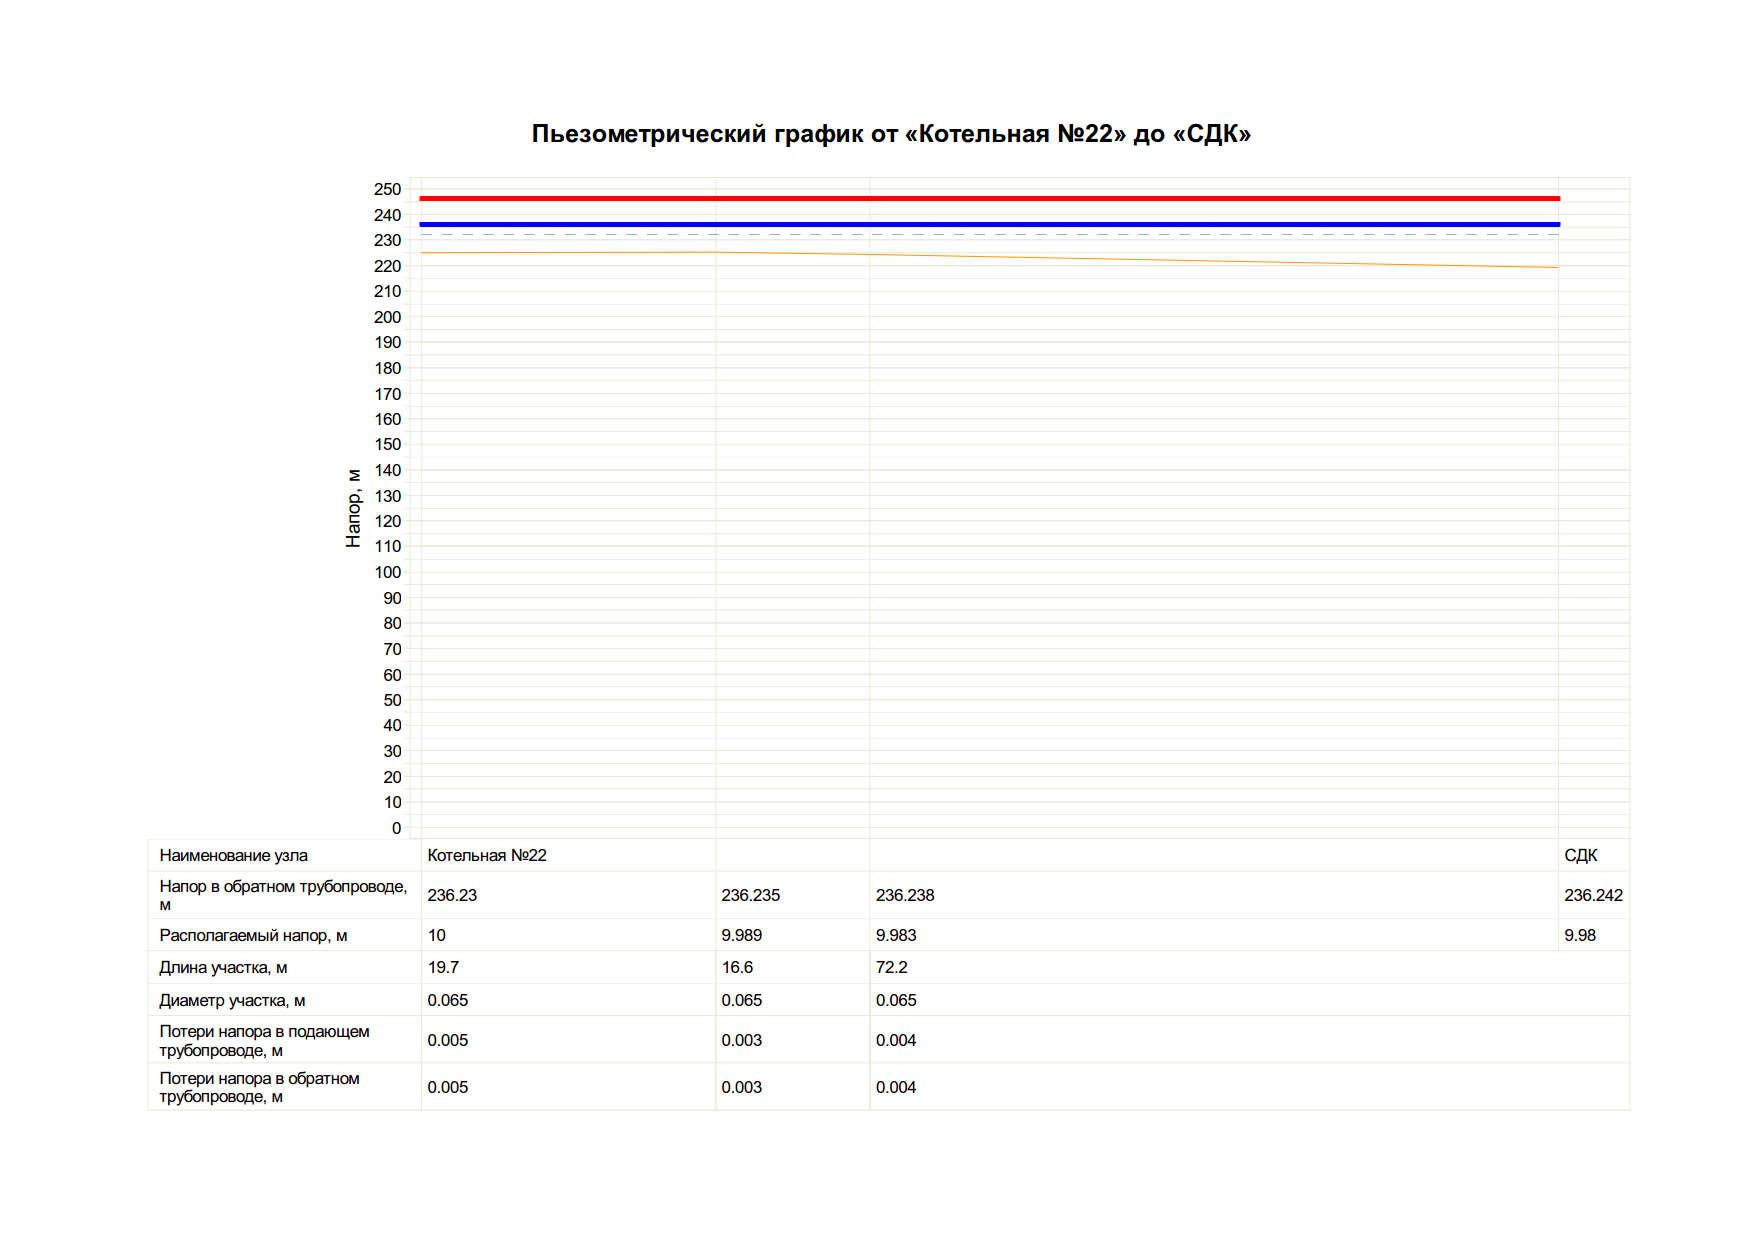 Пьезометрический график от «Котельная №22» до «СДК»
250
240
230
220
210
200
190
180
170
160
150
140
130
120
110
100
90
80
70
60
50
40
30
20
10
0
Напор, м
Наименование узла Котельная №22 СДК
Напор в обратном трубопроводе,
м 236.23 236.235 236.238 236.242
Располагаемый напор, м 10 9.989 9.983 9.98
Длина участка, м 19.7 16.6 72.2
Диаметр участка, м 0.065 0.065 0.065
Потери напора в подающем
трубопроводе, м 0.005 0.003 0.004
Потери напора в обратном
трубопроводе, м 0.005 0.003 0.004